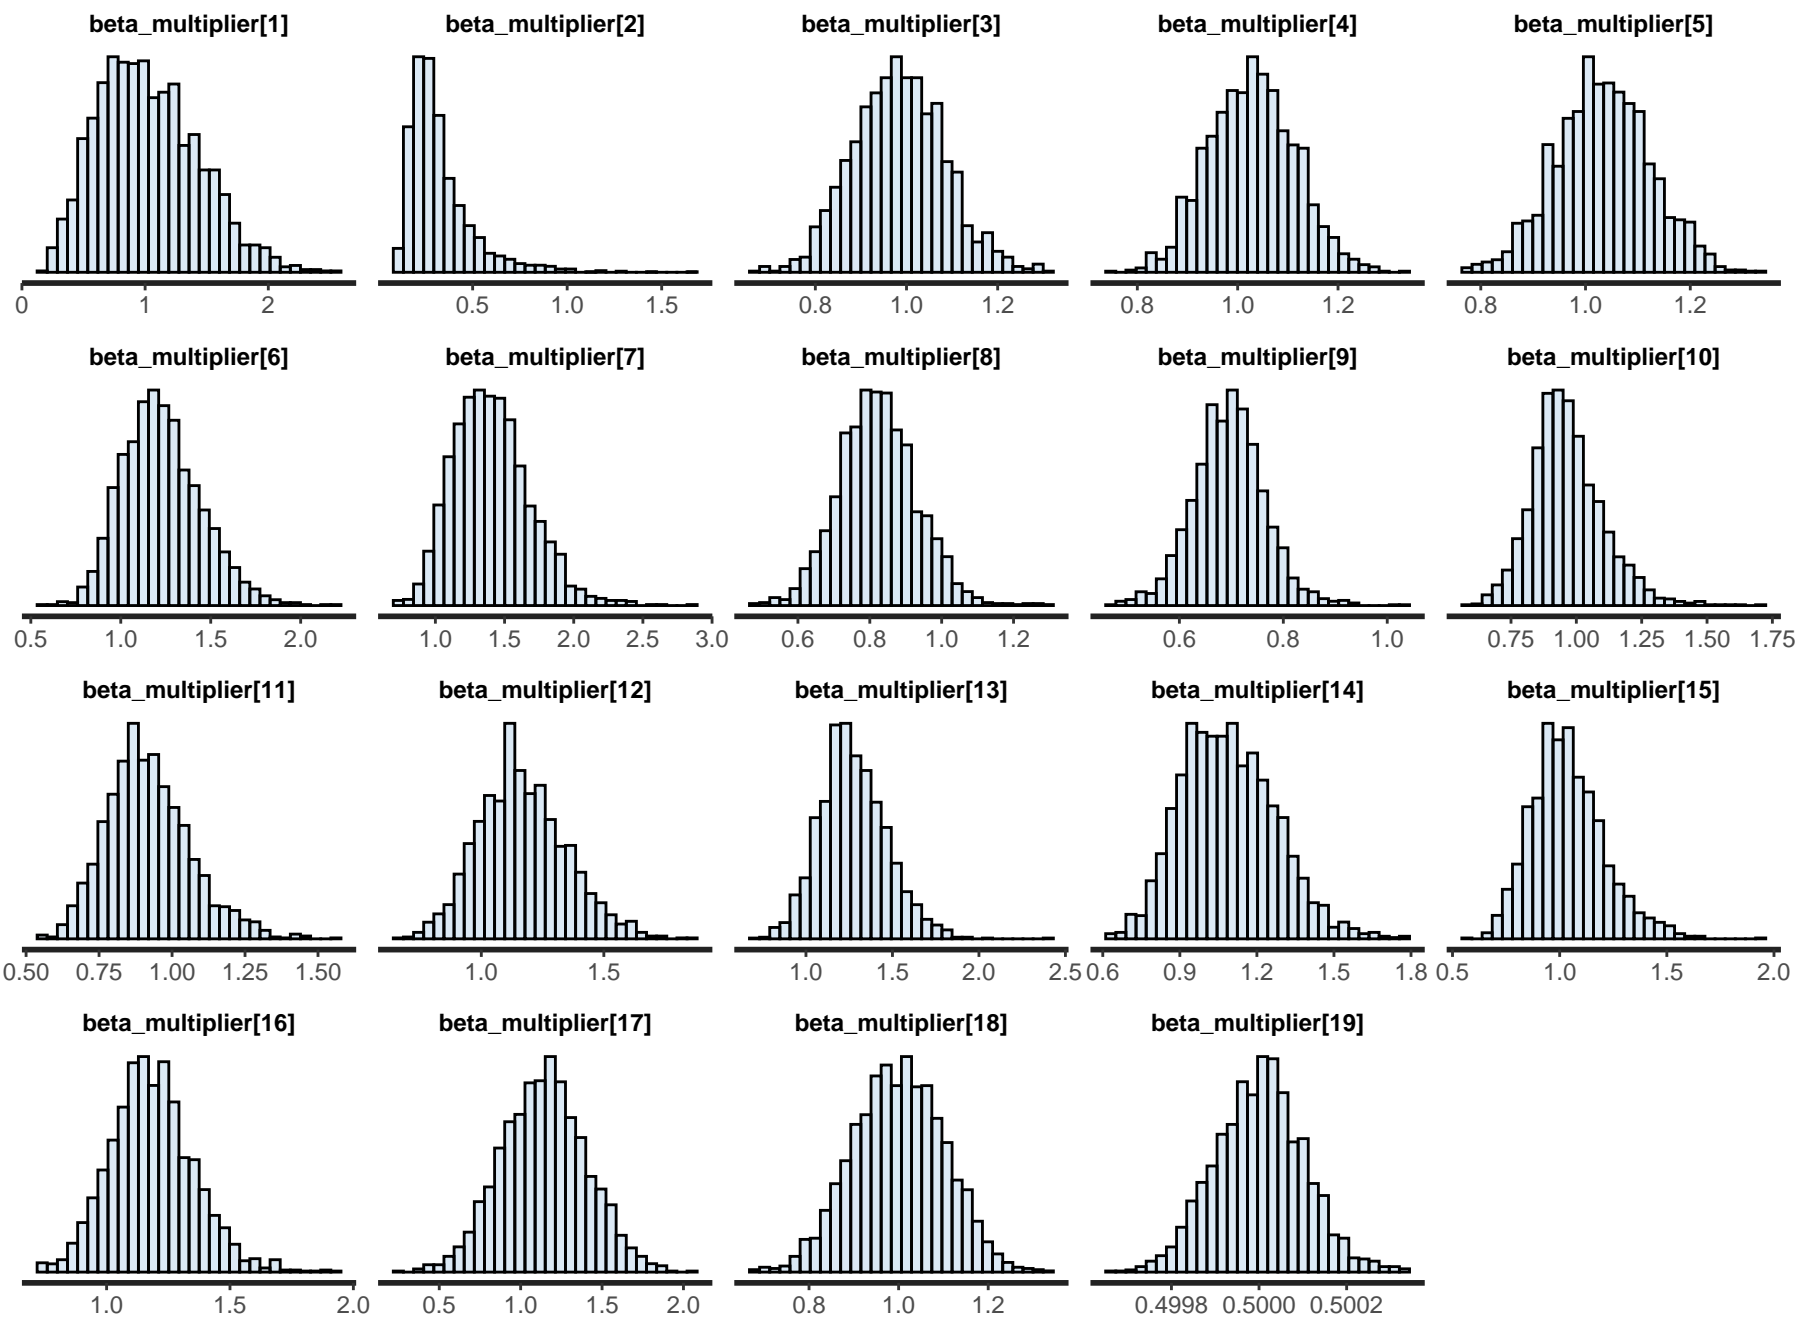 beta_multiplier[1] beta_multiplier[2] beta_multiplier[3] beta_multiplier[4] beta_multiplier[5]
0 1 2 0.5 1.0 1.5 0.8 1.0 1.2 0.8 1.0 1.2 0.8 1.0 1.2
beta_multiplier[6] beta_multiplier[7] beta_multiplier[8] beta_multiplier[9] beta_multiplier[10]
0.5 1.0 1.5 2.0 1.0 1.5 2.0 2.5 3.0 0.6 0.8 1.0 1.2 0.6 0.8 1.0 0.75 1.00 1.25 1.50 1.75
beta_multiplier[11] beta_multiplier[12] beta_multiplier[13] beta_multiplier[14] beta_multiplier[15]
0.50 0.75 1.00 1.25 1.50 1.0 1.5 1.0 1.5 2.0 2.5 0.6 0.9 1.2 1.5 1.8 0.5 1.0 1.5 2.0
beta_multiplier[16] beta_multiplier[17] beta_multiplier[18] beta_multiplier[19]
1.0 1.5 2.0 0.5 1.0 1.5 2.0 0.8 1.0 1.2 0.4998 0.5000 0.5002